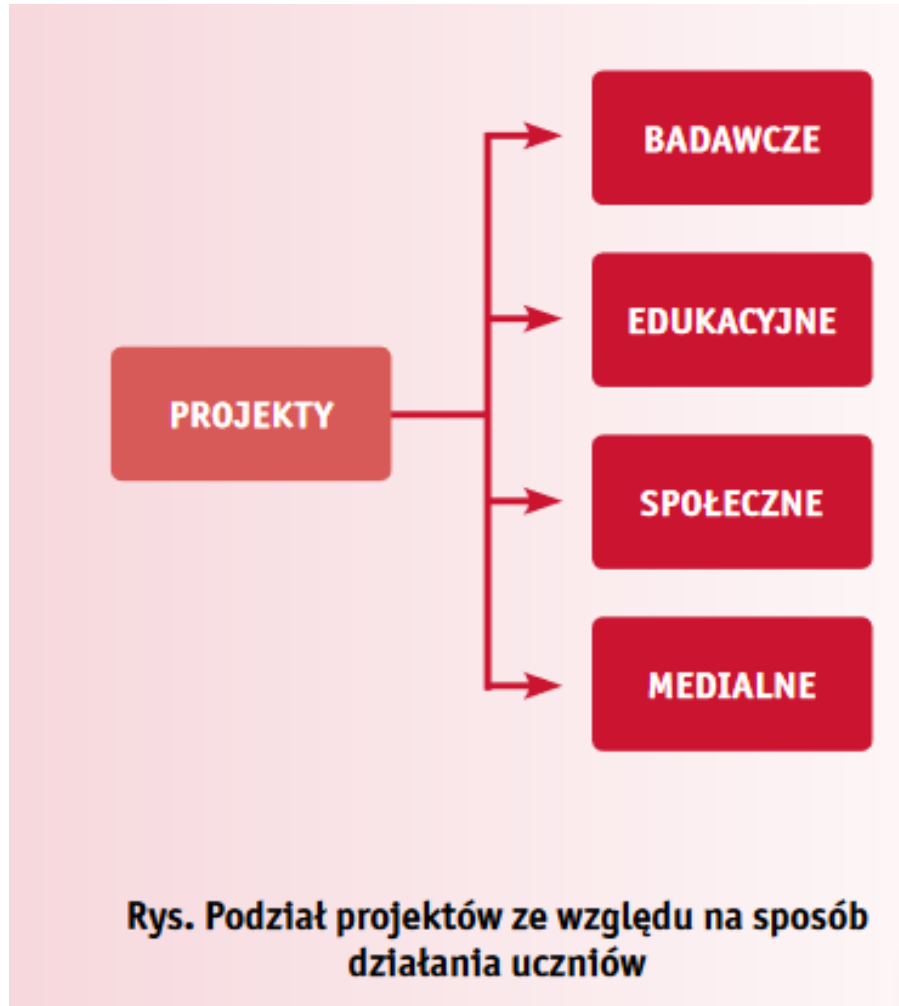 BADAWCZE
EDUKACYJNE
PROJEKTY
SPOŁECZNE
MEDIALNE
Rys. Podział projektów ze względu na sposób
działania uczniów